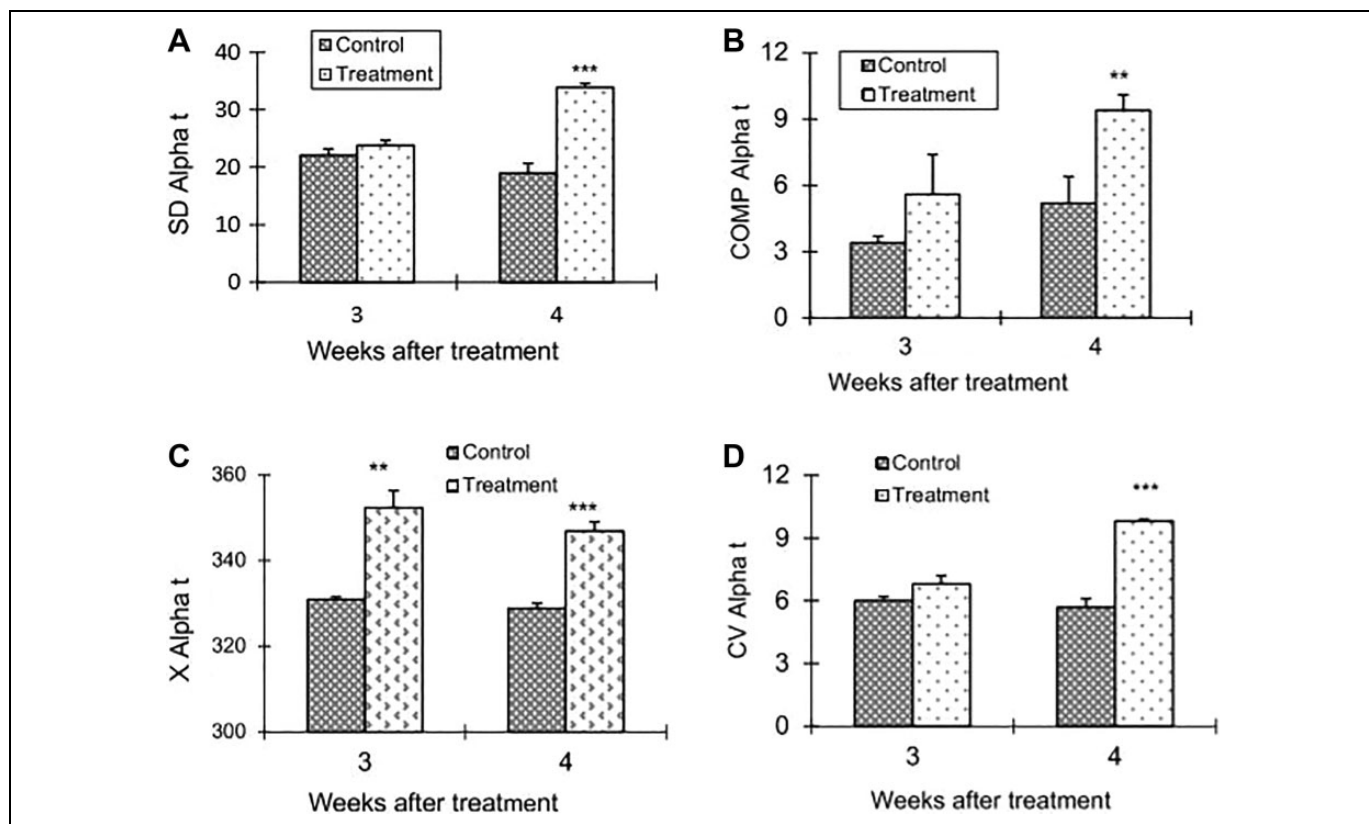 A
Control
Treatment
40
30
20
10
0
SD Alpha t
***
3 4
Weeks after treatment
B
Control
Treatment
12
9
6
3
0
COMP Alpha t
**
3 4
Weeks after treatment
C
Control
Treatment
360
340
320
300
X Alpha t
**
***
3 4
Weeks after treatment
D
Control
Treatment
12
9
6
3
0
CV Alpha t
***
3 4
Weeks after treatment